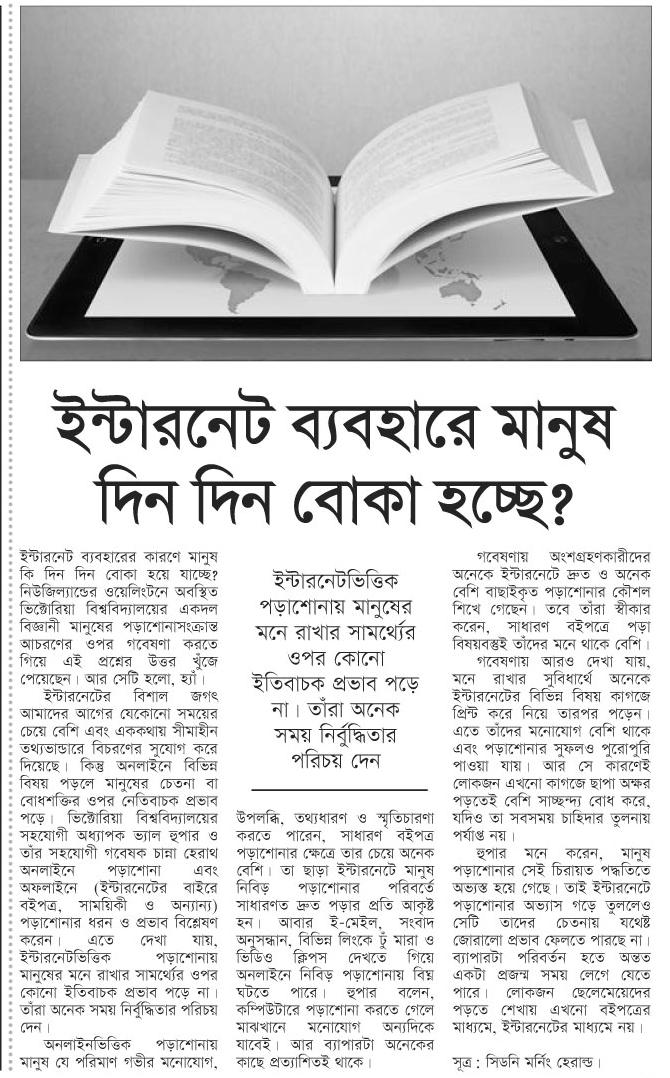 ইন্টারনেট ব্যবহারে মানুষ
দিন দিন বোকা হচ্ছে?
ইন্টারনেট ব্যবহারের কারণে মানুষ
কি দিন দিন বোকা হয়ে যাচ্ছে?
নিউজিল্যান্ডের ওয়েলিংটনে অবস্থিত
ভিক্টোরিয়া বিশ্ববিদ্যালয়ের একদল
বিজ্ঞানী মানুষের পড়াশোনাসংক্রান্ত
আচরণের ওপর গবেষণা করতে
গিয়ে এই প্রশ্নের উত্তর খুঁজে
পেয়েছেন। আর সেটি হলো, হ্যাঁ।
ইন্টারনেটের বিশাল জগৎ
আমাদের আগের যেকোনো সময়ের
চেয়ে বেশি এবং এককথায় সীমাহীন
তথ্যভান্ডারে বিচরণের সুযোগ করে
দিয়েছে। কিন্তু অনলাইনে বিভিন্ন
বিষয় পড়লে মানুষের চেতনা বা
বোধশক্তির ওপর নেতিবাচক প্রভাব
পড়ে। ভিক্টোরিয়া বিশ্ববিদ্যালয়ের
সহযোগী অধ্যাপক ভ্যাল হুপার ও
তাঁর সহযোগী গবেষক চান্না হেরাথ
অনলাইনে পড়াশোনা এবং
অফলাইনে (ইন্টারনেটের বাইরে
বইপত্র, সাময়িকী ও অন্যান্য)
পড়াশোনার ধরন ও প্রভাব বিশ্লেষণ
করেন। এতে দেখা যায়,
ইন্টারনেটভিত্তিক পড়াশোনায়
মানুষের মনে রাখার সামর্থ্যের ওপর
কোনো ইতিবাচক প্রভাব পড়ে না।
তাঁরা অনেক সময় নির্বুদ্ধিতার পরিচয়
দেন।
অনলাইনভিত্তিক পড়াশোনায়
মানুষ যে পরিমাণ গভীর মনোযোগ,
ইন্টারনেটভিত্তিক
পড়াশোনায় মানুষের
মনে রাখার সামর্থ্যের
ওপর কোনো
ইতিবাচক প্রভাব পড়ে
না। তাঁরা অনেক
সময় নির্বুদ্ধিতার
পরিচয় দেন
উপলব্ধি, তথ্যধারণ ও স্মৃতিচারণা
করতে পারেন, সাধারণ বইপত্র
পড়াশোনার ক্ষেত্রে তার চেয়ে অনেক
বেশি। তা ছাড়া ইন্টারনেটে মানুষ
নিবিড় পড়াশোনার পরিবর্তে
সাধারণত দ্রুত পড়ার প্রতি আকৃষ্ট
হন। আবার ই-মেইল, সংবাদ
অনুসন্ধান, বিভিন্ন লিংকে ঢুঁ মারা ও
ভিডিও ক্লিপস দেখতে গিয়ে
অনলাইনে নিবিড় পড়াশোনায় বিঘ্ন
ঘটতে পারে। হুপার বলেন,
কম্পিউটারে পড়াশোনা করতে গেলে
মাঝখানে মনোযোগ অন্যদিকে
যাবেই। আর ব্যাপারটা অনেকের
কাছে প্রত্যাশিতই থাকে।
গবেষণায় অংশগ্রহণকারীদের
অনেকে ইন্টারনেটে দ্রুত ও অনেক
বেশি বাছাইকৃত পড়াশোনার কৌশল
শিখে গেছেন। তবে তাঁরা স্বীকার
করেন, সাধারণ বইপত্রে পড়া
বিষয়বস্তুই তাঁদের মনে থাকে বেশি।
গবেষণায় আরও দেখা যায়,
মনে রাখার সুবিধার্থে অনেকে
ইন্টারনেটের বিভিন্ন বিষয় কাগজে
প্রিন্ট করে নিয়ে তারপর পড়েন।
এতে তাঁদের মনোযোগ বেশি থাকে
এবং পড়াশোনার সুফলও পুরোপুরি
পাওয়া যায়। আর সে কারণেই
লোকজন এখনো কাগজে ছাপা অক্ষর
পড়তেই বেশি সাচ্ছন্দ্য বোধ করে,
যদিও তা সবসময় চাহিদার তুলনায়
পর্যাপ্ত নয়।
হুপার মনে করেন, মানুষ
পড়াশোনার সেই চিরায়ত পদ্ধতিতে
অভ্যস্ত হয়ে গেছে। তাই ইন্টারনেটে
পড়াশোনার অভ্যাস গড়ে তুললেও
সেটি তাদের চেতনায় যথেষ্ট
জোরালো প্রভাব ফেলতে পারছে না।
ব্যাপারটা পরিবর্তন হতে অন্তত
একটা প্রজন্ম সময় লেগে যেতে
পারে। লোকজন ছেলেমেয়েদের
পড়তে শেখায় এখনো বইপত্রের
মাধ্যমে, ইন্টারনেটের মাধ্যমে নয়।
সূত্র : সিডনি মর্নিং হেরাল্ড।